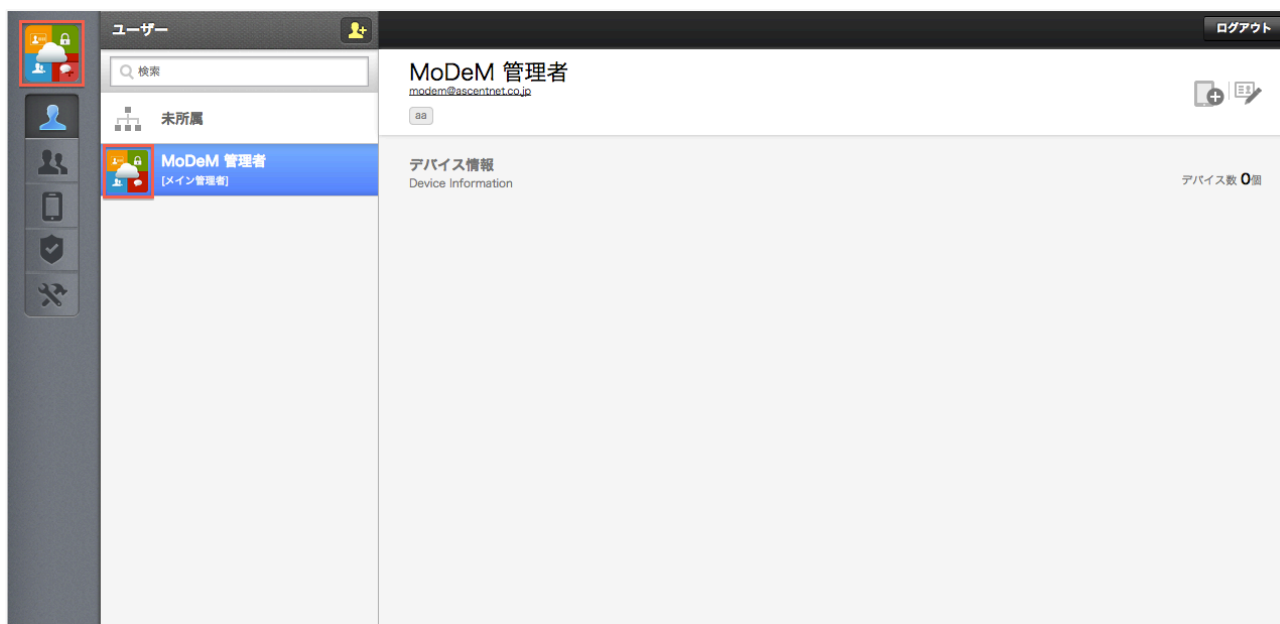 ユーザー
ログアウト
検索
未所属
MoDeM 管理者
[メイン管理者]
MoDeM 管理者
modem@ascentnet.co.jp
aa
デバイス情報
Device Information
デバイス数 0個